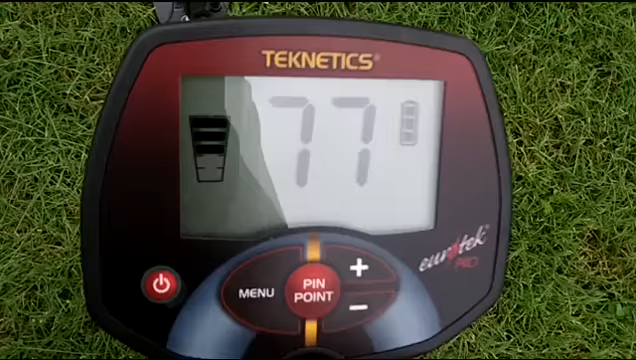 TEKNETICS®
77
eurotek
PRO
MENU
PIN
POINT
+
−